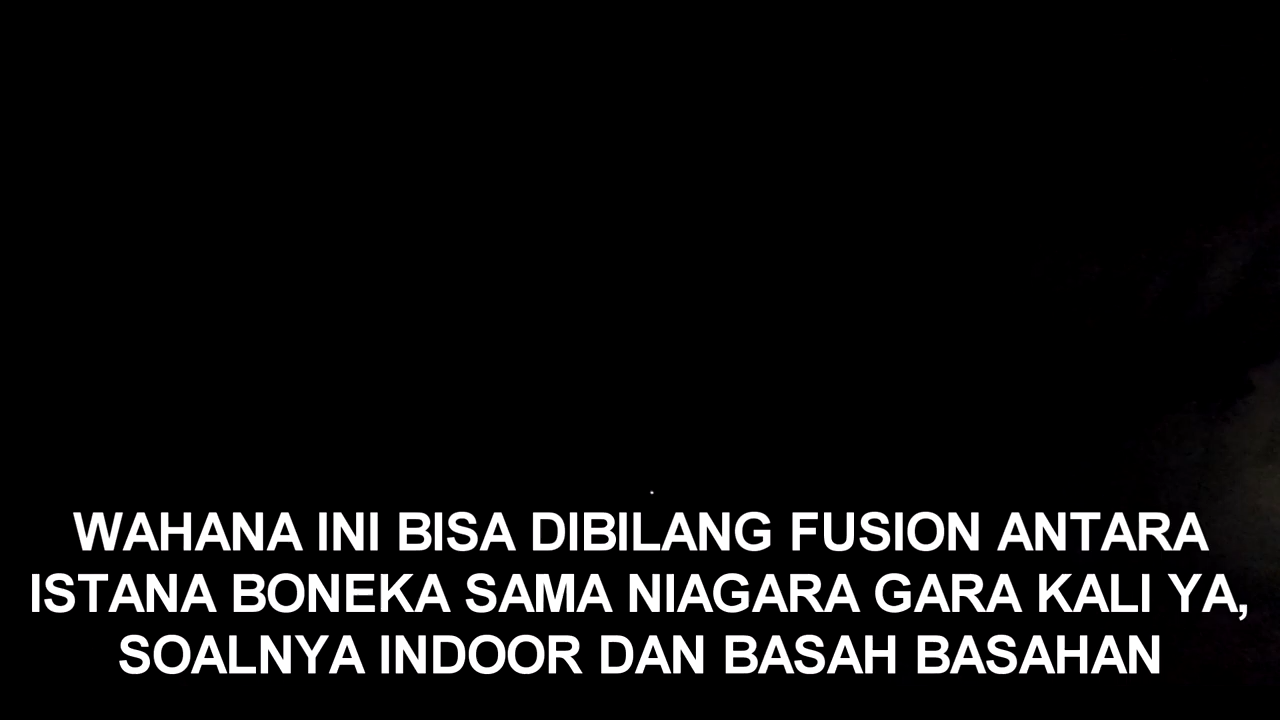 WAHANA INI BISA DIBILANG FUSION ANTARA
ISTANA BONEKA SAMA NIAGARA GARA KALI YA,
SOALNYA INDOOR DAN BASAH BASAHAN